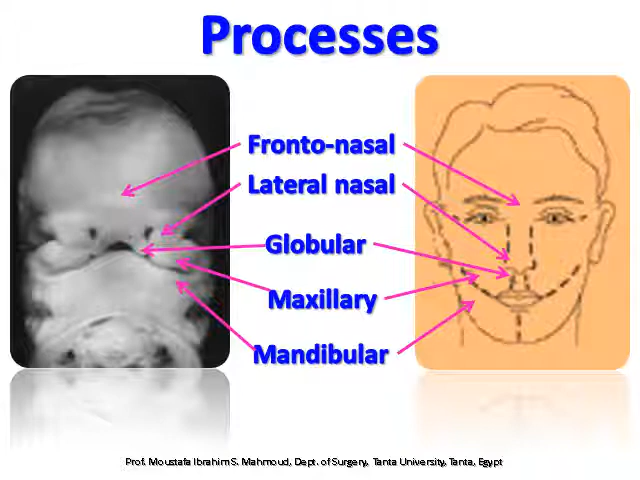 Processes
Fronto-nasal
Lateral nasal
Globular
Maxillary
Mandibular
Prof. Moustafa Ibrahim S. Mahmoud, Dept. of Surgery, Tanta University, Tanta, Egypt